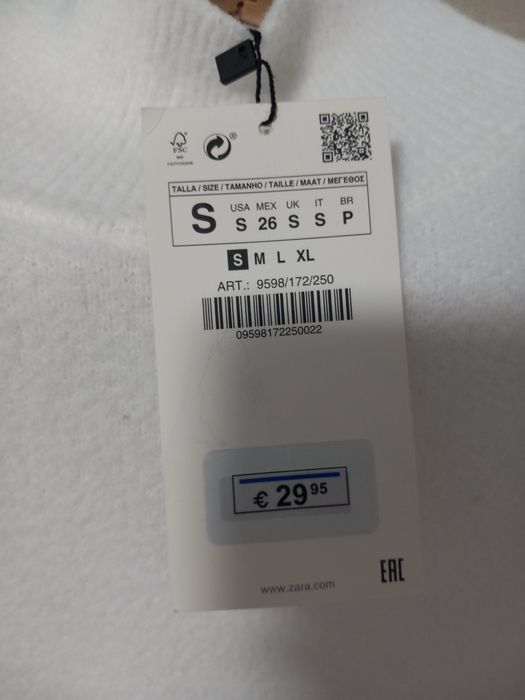 FSC
®
TALLA / SIZE / TAMANHO / TAILLE / MAAT / ΜΕΓΕΘΟΣ
S
USA MEX UK IT BR
S 26 S S P
S M L XL
ART.: 9598/172/250
09598172250022
€ 29 95
www.zara.com
EAC